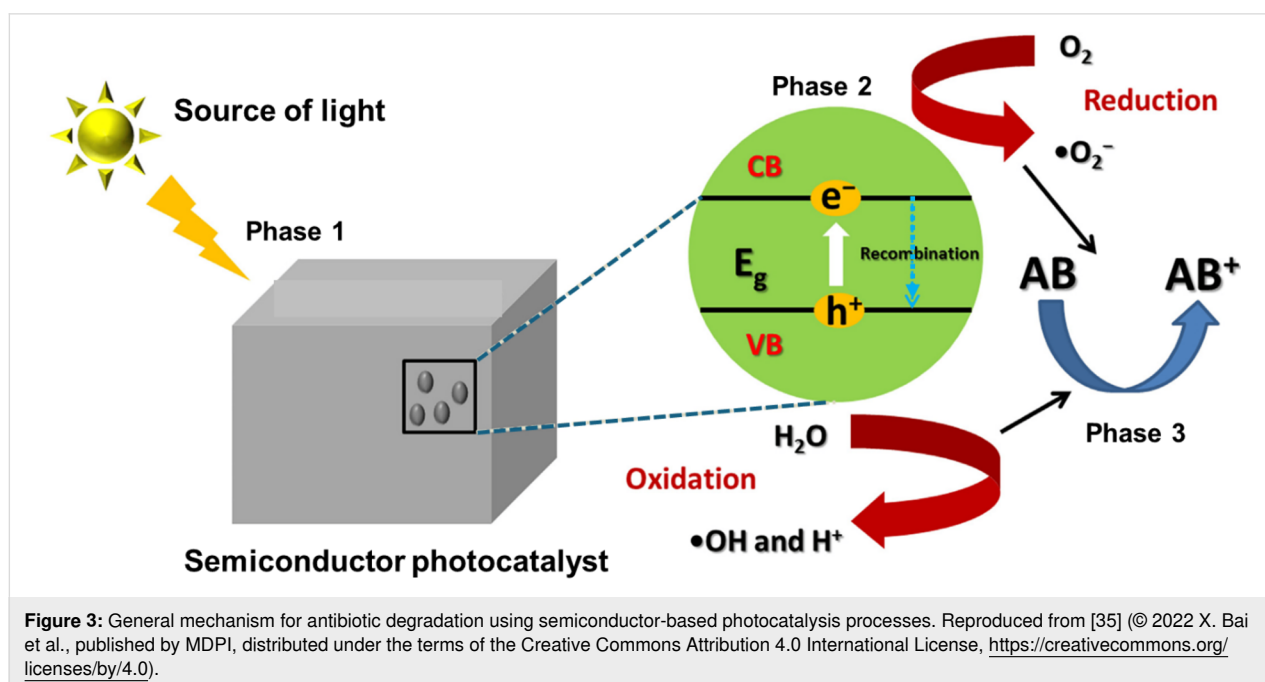 Source of light
Phase 1
Semiconductor photocatalyst
Phase 2
CB
e⁻
E₉ Recombination
h⁺
VB
O₂
Reduction
•O₂⁻
AB AB⁺
Phase 3
H₂O
Oxidation
•OH and H⁺
Figure 3: General mechanism for antibiotic degradation using semiconductor-based photocatalysis processes. Reproduced from [35] (© 2022 X. Bai
et al., published by MDPI, distributed under the terms of the Creative Commons Attribution 4.0 International License, https://creativecommons.org/
licenses/by/4.0).